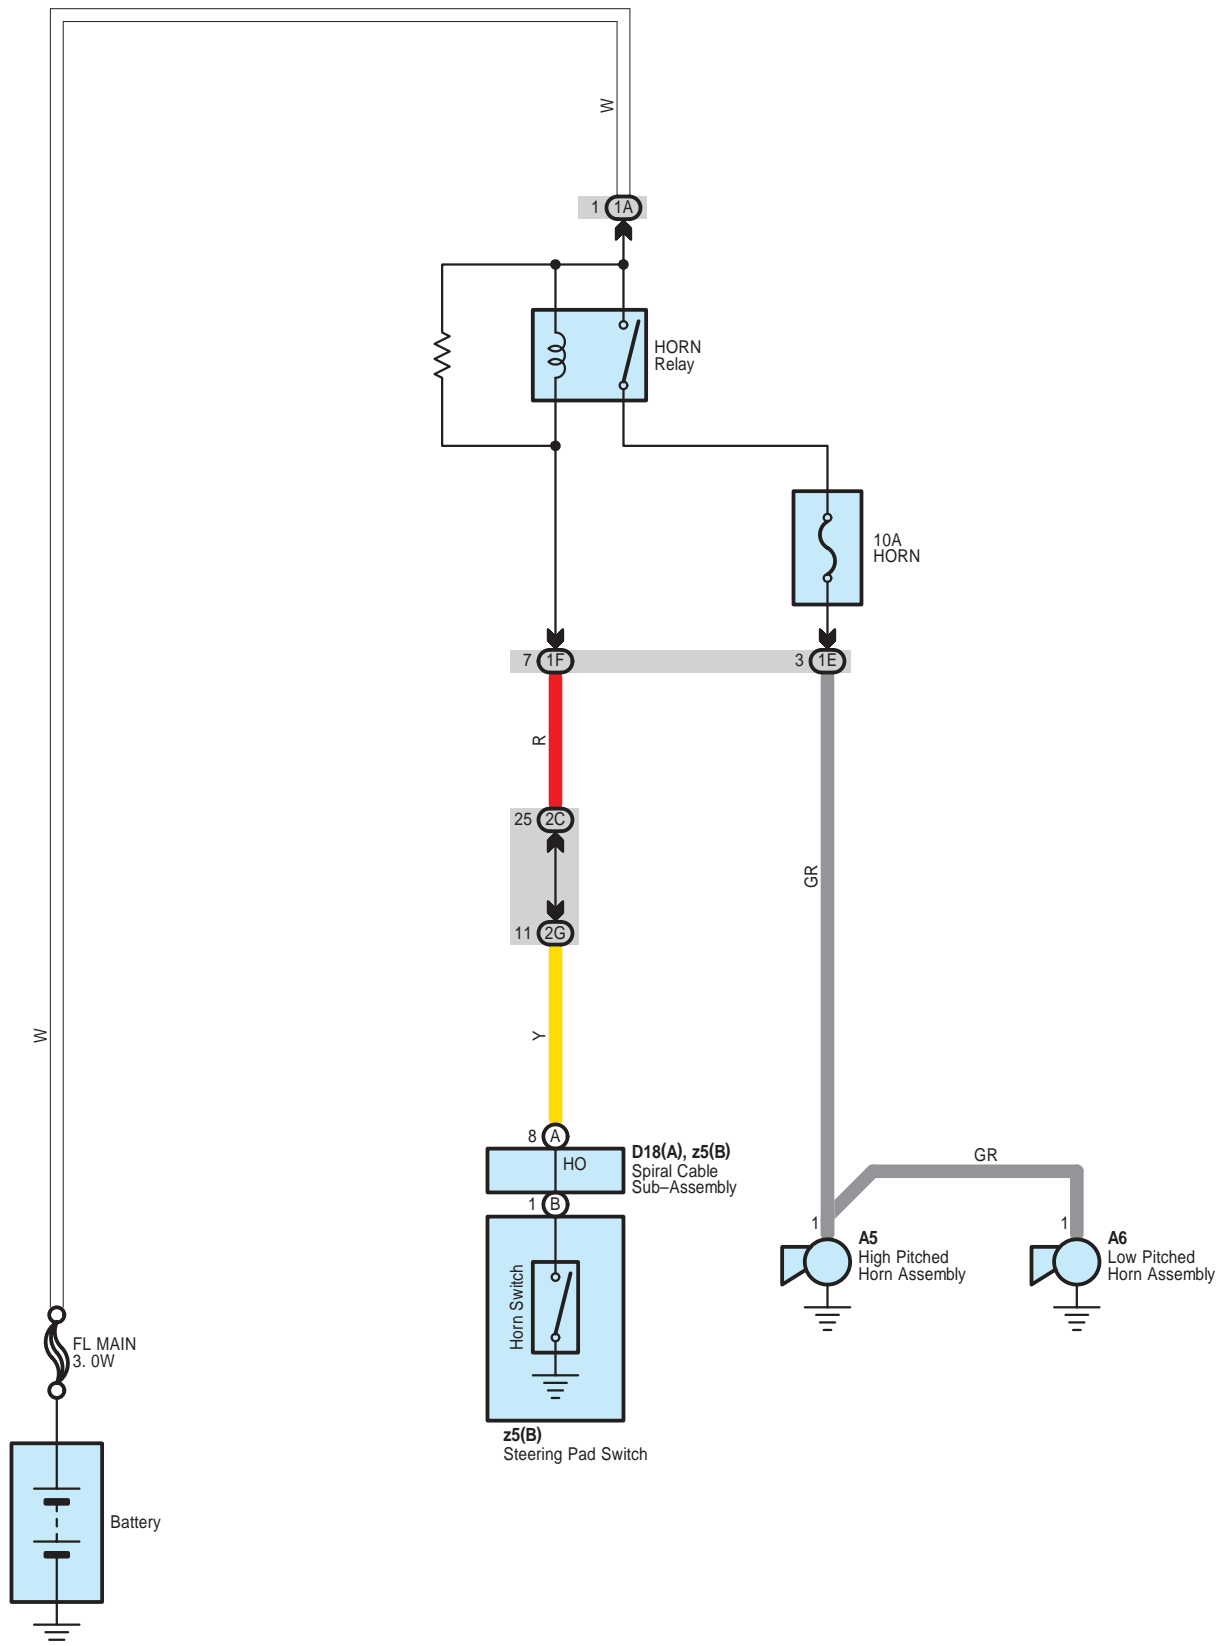 W
1 1A
HORN
Relay
10A
HORN
7 1F
3 1E
R
25 2C
GR
11 2G
W
Y
8 A
HO
D18(A), z5(B)
Spiral Cable
Sub–Assembly
1 B
GR
1
A5
High Pitched
Horn Assembly
1
A6
Low Pitched
Horn Assembly
Horn Switch
FL MAIN
3. 0W
z5(B)
Steering Pad Switch
Battery